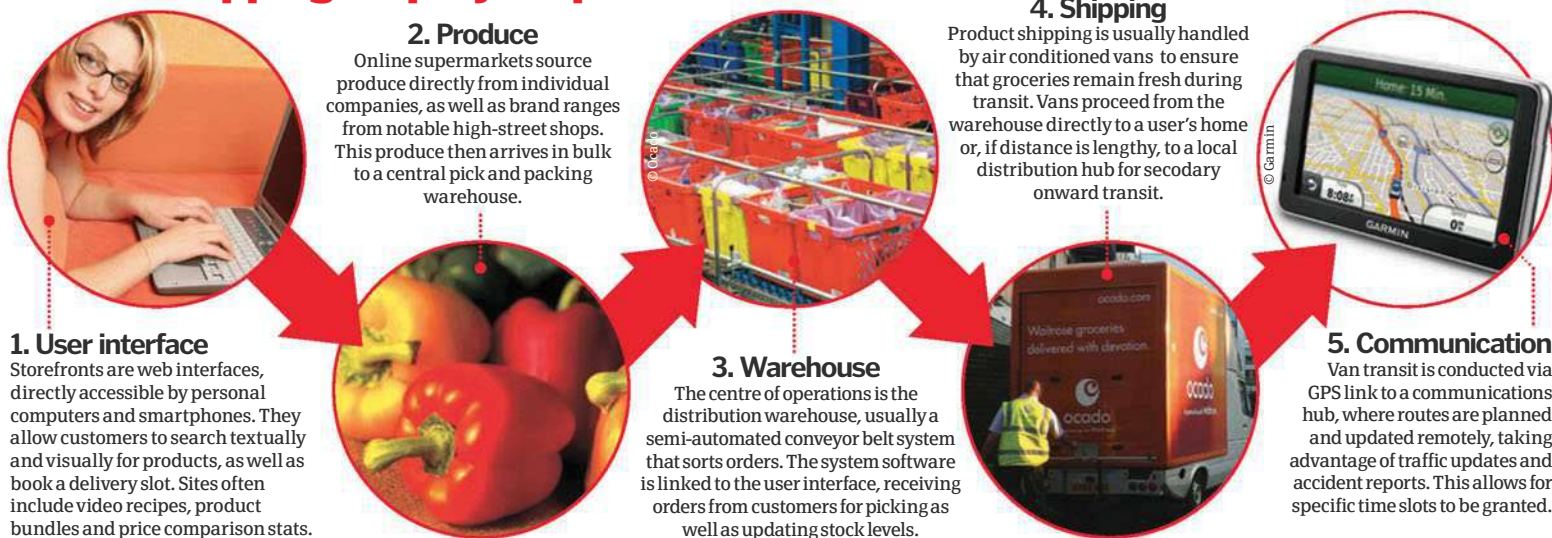 2. Produce
Online supermarkets source
produce directly from individual
companies, as well as brand ranges
from notable high-street shops.
This produce then arrives in bulk
to a central pick and packing
warehouse.
4. Shipping
Product shipping is usually handled
by air conditioned vans to ensure
that groceries remain fresh during
transit. Vans proceed from the
warehouse directly to a user's home
or, if distance is lengthy, to a local
distribution hub for secodary
onward transit.
© Ocado
© Garmin
Home: 15 Min.
8:08
GARMIN
1. User interface
Storefronts are web interfaces,
directly accessible by personal
computers and smartphones. They
allow customers to search textually
and visually for products, as well as
book a delivery slot. Sites often
include video recipes, product
bundles and price comparison stats.
3. Warehouse
The centre of operations is the
distribution warehouse, usually a
semi-automated conveyor belt system
that sorts orders. The system software
is linked to the user interface, receiving
orders from customers for picking as
well as updating stock levels.
ocado.com
Waitrose groceries
delivered with devotion
ocado
ocado
5. Communication
Van transit is conducted via
GPS link to a communications
hub, where routes are planned
and updated remotely, taking
advantage of traffic updates and
accident reports. This allows for
specific time slots to be granted.